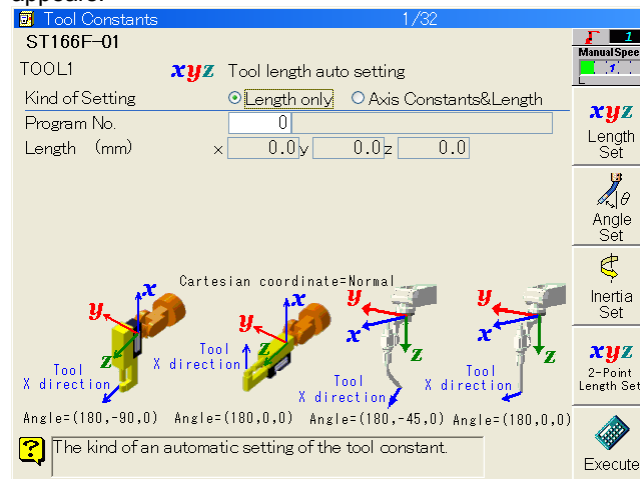 appears.
Tool Constants 1/32
ST166F-01
1
Manual Spee
1
TOOL1 xyz Tool length auto setting
Kind of Setting Length only Axis Constants&Length
Program No. 0
Length (mm) x 0.0 y 0.0 z 0.0
xyz
Length
Set
θ
Angle
Set
Inertia
Set
xyz
2-Point
Length Set
Execute
Cartesian coordinate=Normal
x
y
z
Tool
X direction
Angle=(180,-90,0)
x
y
z
Tool
X direction
Angle=(180,0,0)
y
x
z
Tool
X direction
Angle=(180,-45,0)
y
x
z
Tool
X direction
Angle=(180,0,0)
? The kind of an automatic setting of the tool constant.